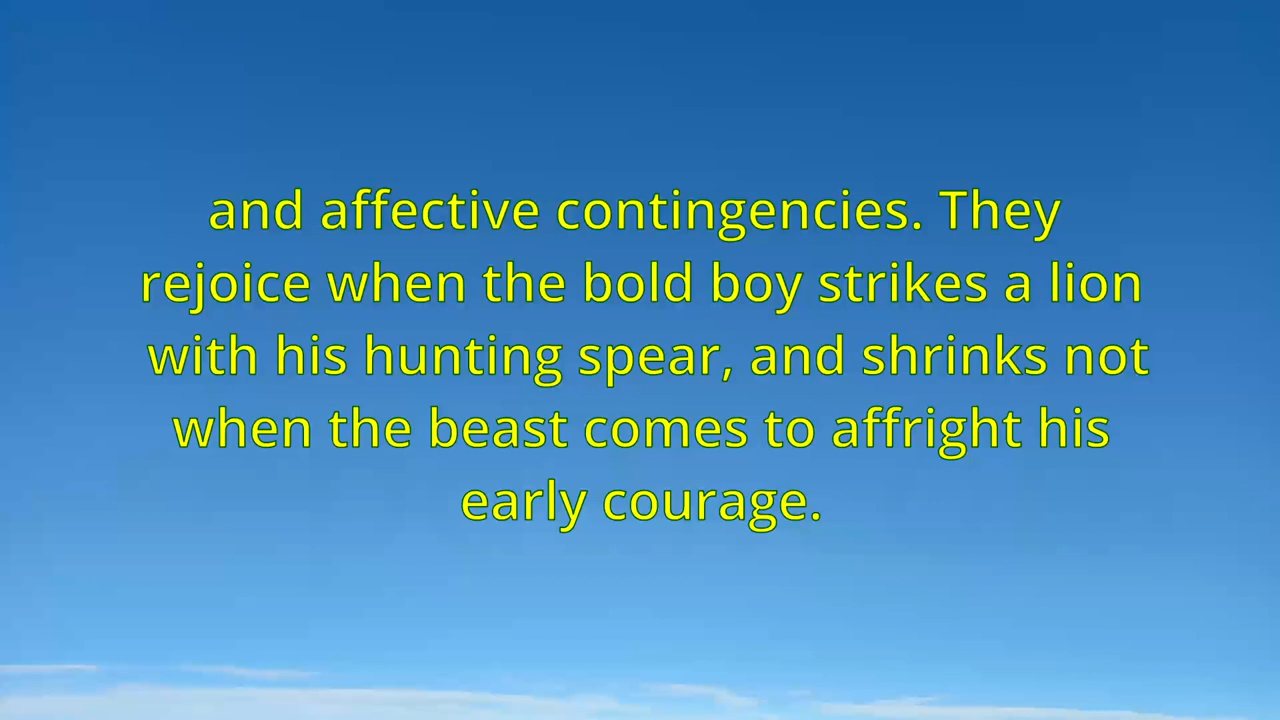 and affective contingencies. They
rejoice when the bold boy strikes a lion
with his hunting spear, and shrinks not
when the beast comes to affright his
early courage.